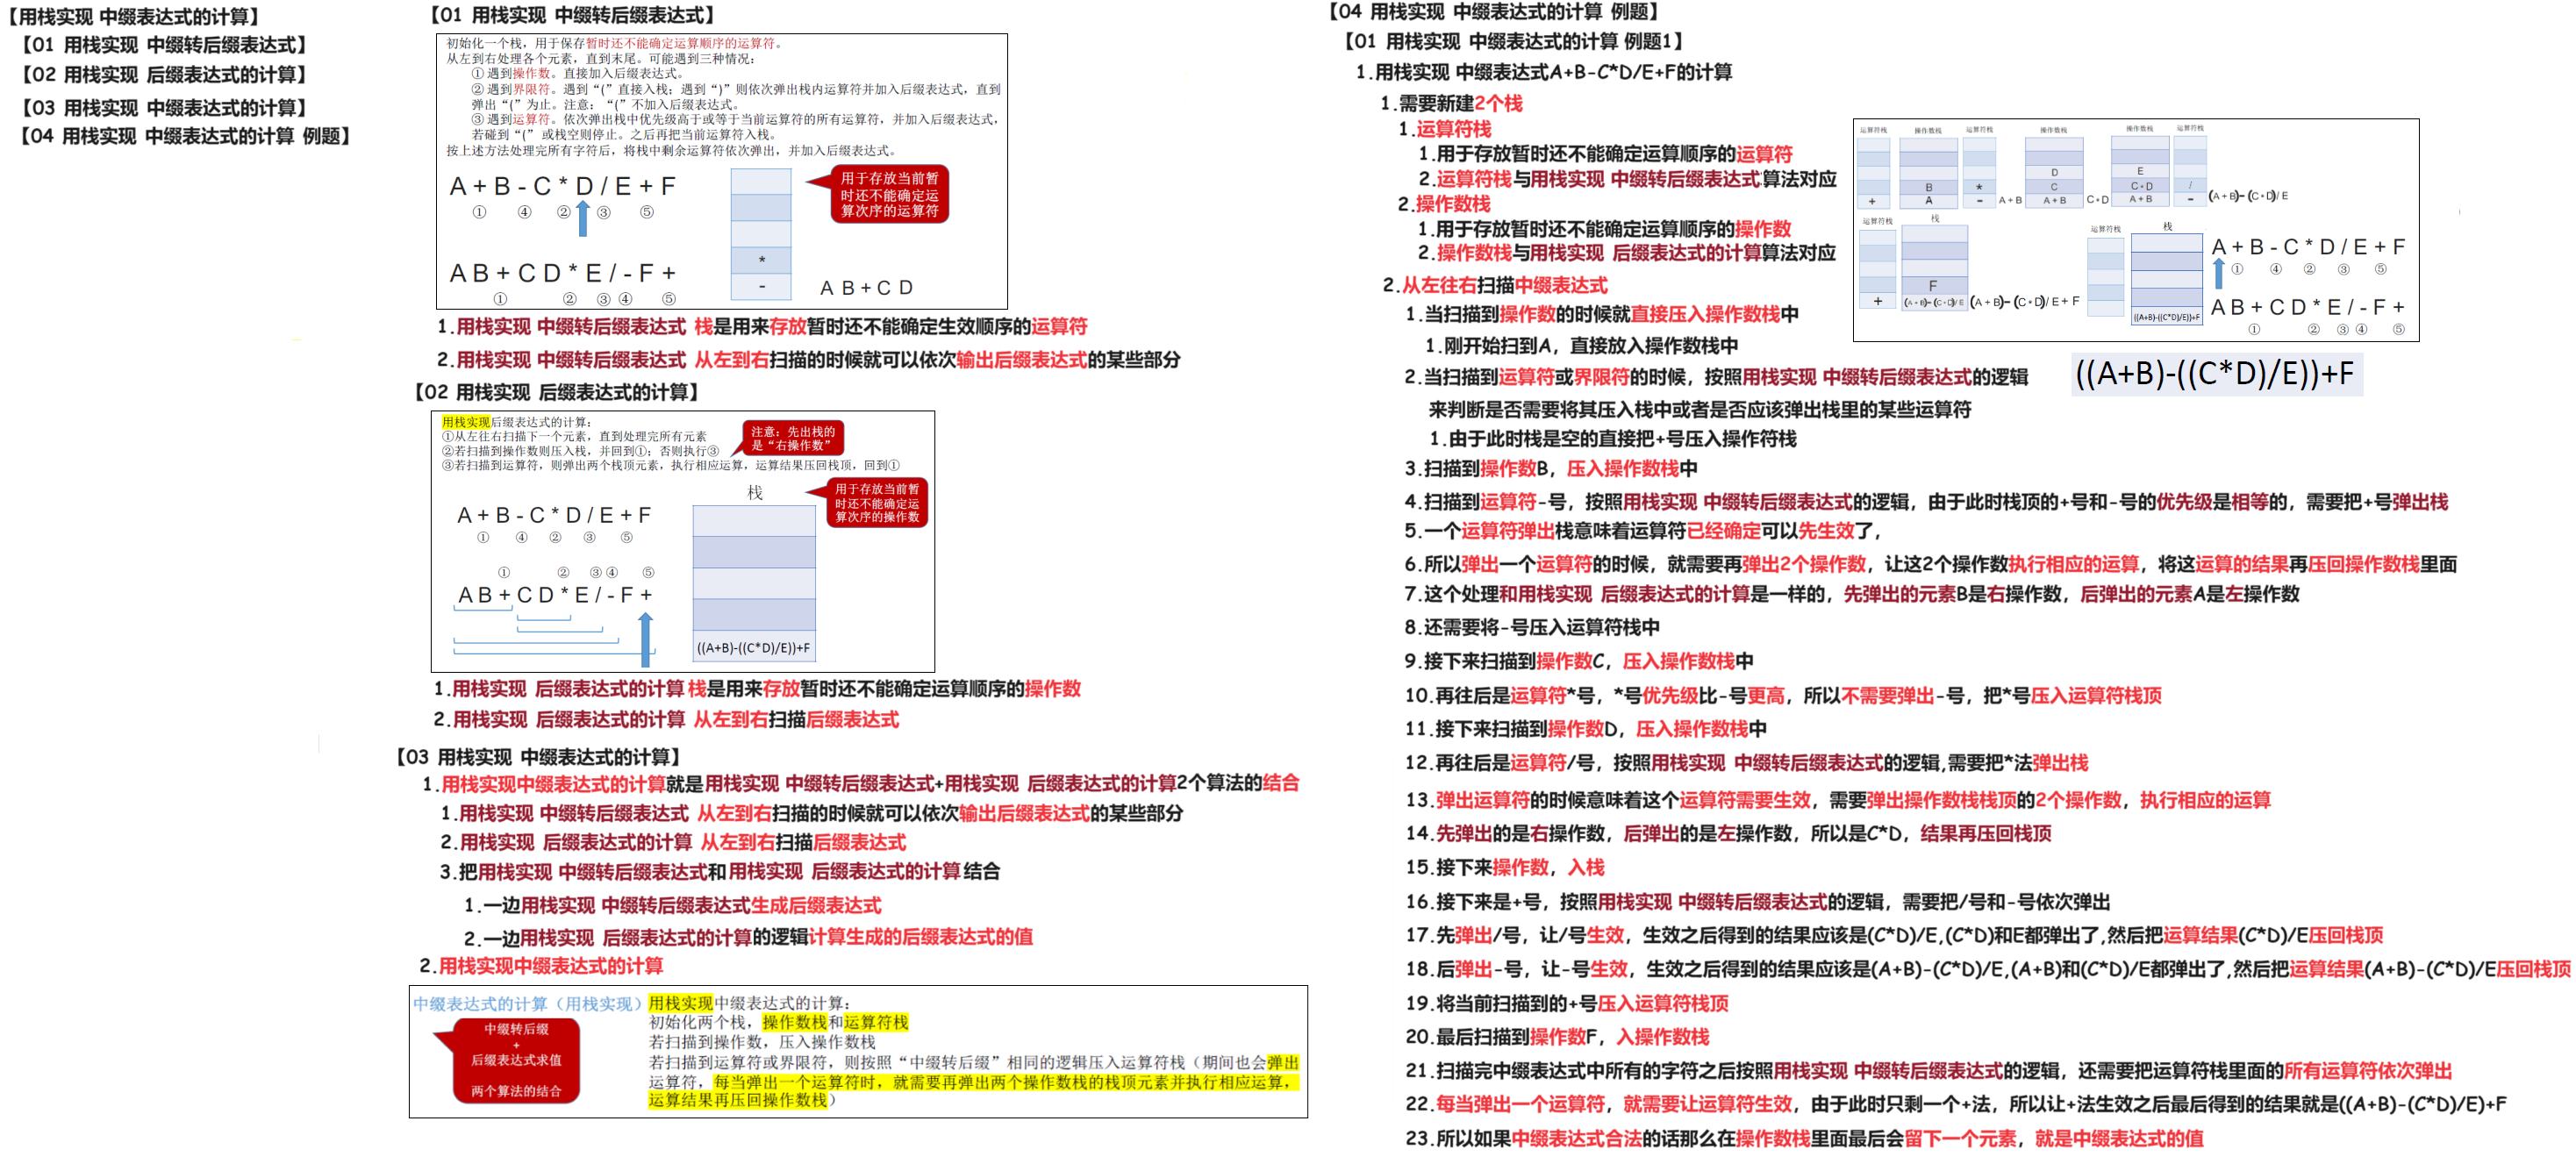 【用栈实现 中缀表达式的计算】
【01 用栈实现 中缀转后缀表达式】
【02 用栈实现 后缀表达式的计算】
【03 用栈实现 中缀表达式的计算】
【04 用栈实现 中缀表达式的计算 例题】
【01 用栈实现 中缀转后缀表达式】
初始化一个栈，用于保存暂时还不能确定运算顺序的运算符。
从左到右处理各个元素，直到末尾。可能遇到三种情况：
① 遇到操作数。直接加入后缀表达式。
② 遇到界限符。遇到“(”直接入栈；遇到“)”则依次弹出栈内运算符并加入后缀表达式，直到
弹出“(”为止。注意：“(”不加入后缀表达式。
③ 遇到运算符。依次弹出栈中优先级高于或等于当前运算符的所有运算符，并加入后缀表达式，
若碰到“(”或栈空则停止。之后再把当前运算符入栈。
按上述方法处理完所有字符后，将栈中剩余运算符依次弹出，并加入后缀表达式。
A + B - C * D / E + F
① ④ ② ③ ⑤
A B + C D * E / - F +
① ② ③ ④ ⑤
*
-
A B + C D
用于存放当前暂
时还不能确定运
算次序的运算符
1.用栈实现 中缀转后缀表达式 栈是用来存放暂时还不能确定生效顺序的运算符
2.用栈实现 中缀转后缀表达式 从左到右扫描的时候就可以依次输出后缀表达式的某些部分
【02 用栈实现 后缀表达式的计算】
用栈实现后缀表达式的计算：
①从左往右扫描下一个元素，直到处理完所有元素
②若扫描到操作数则压入栈，并回到①；否则执行③
③若扫描到运算符，则弹出两个栈顶元素，执行相应运算，运算结果压回栈顶，回到①
注意：先出栈的
是“右操作数”
栈
用于存放当前暂
时还不能确定运
算次序的操作数
A + B - C * D / E + F
① ④ ② ③ ⑤
① ② ③ ④ ⑤
A B + C D * E / - F +
((A+B)-((C*D)/E))+F
1.用栈实现 后缀表达式的计算 栈是用来存放暂时还不能确定运算顺序的操作数
2.用栈实现 后缀表达式的计算 从左到右扫描后缀表达式
【03 用栈实现 中缀表达式的计算】
1.用栈实现中缀表达式的计算就是用栈实现 中缀转后缀表达式+用栈实现 后缀表达式的计算2个算法的结合
1.用栈实现 中缀转后缀表达式 从左到右扫描的时候就可以依次输出后缀表达式的某些部分
2.用栈实现 后缀表达式的计算 从左到右扫描后缀表达式
3.把用栈实现 中缀转后缀表达式和用栈实现 后缀表达式的计算结合
1.一边用栈实现 中缀转后缀表达式生成后缀表达式
2.一边用栈实现 后缀表达式的计算的逻辑计算生成的后缀表达式的值
2.用栈实现中缀表达式的计算
中缀表达式的计算（用栈实现）
中缀转后缀
+
后缀表达式求值
两个算法的结合
用栈实现中缀表达式的计算：
初始化两个栈，操作数栈和运算符栈
若扫描到操作数，压入操作数栈
若扫描到运算符或界限符，则按照“中缀转后缀”相同的逻辑压入运算符栈（期间也会弹出
运算符，每当弹出一个运算符时，就需要再弹出两个操作数栈的栈顶元素并执行相应运算，
运算结果再压回操作数栈）
【04 用栈实现 中缀表达式的计算 例题】
【01 用栈实现 中缀表达式的计算 例题1】
1.用栈实现 中缀表达式A+B-C*D/E+F的计算
1.需要新建2个栈
1.运算符栈
1.用于存放暂时还不能确定运算顺序的运算符
2.运算符栈与用栈实现 中缀转后缀表达式算法对应
2.操作数栈
1.用于存放暂时还不能确定运算顺序的操作数
2.操作数栈与用栈实现 后缀表达式的计算算法对应
2.从左往右扫描中缀表达式
1.当扫描到操作数的时候就直接压入操作数栈中
1.刚开始扫到A，直接放入操作数栈中
2.当扫描到运算符或界限符的时候，按照用栈实现 中缀转后缀表达式的逻辑
来判断是否需要将其压入栈中或者是否应该弹出栈里的某些运算符
1.由于此时栈是空的直接把+号压入操作符栈
3.扫描到操作数B，压入操作数栈中
4.扫描到运算符-号，按照用栈实现 中缀转后缀表达式的逻辑，由于此时栈顶的+号和-号的优先级是相等的，需要把+号弹出栈
5.一个运算符弹出栈意味着运算符已经确定可以先生效了，
6.所以弹出一个运算符的时候，就需要再弹出2个操作数，让这2个操作数执行相应的运算，将这运算的结果再压回操作数栈里面
7.这个处理和用栈实现 后缀表达式的计算是一样的，先弹出的元素B是右操作数，后弹出的元素A是左操作数
8.还需要将-号压入运算符栈中
9.接下来扫描到操作数C，压入操作数栈中
10.再往后是运算符*号，*号优先级比-号更高，所以不需要弹出-号，把*号压入运算符栈顶
11.接下来扫描到操作数D，压入操作数栈中
12.再往后是运算符/号，按照用栈实现 中缀转后缀表达式的逻辑,需要把*法弹出栈
13.弹出运算符的时候意味着这个运算符需要生效，需要弹出操作数栈栈顶的2个操作数，执行相应的运算
14.先弹出的是右操作数，后弹出的是左操作数，所以是C*D，结果再压回栈顶
15.接下来操作数，入栈
16.接下来是+号，按照用栈实现 中缀转后缀表达式的逻辑，需要把/号和-号依次弹出
17.先弹出/号，让/号生效，生效之后得到的结果应该是(C*D)/E,(C*D)和E都弹出了,然后把运算结果(C*D)/E压回栈顶
18.后弹出-号，让-号生效，生效之后得到的结果应该是(A+B)-(C*D)/E,(A+B)和(C*D)/E都弹出了,然后把运算结果(A+B)-(C*D)/E压回栈顶
19.将当前扫描到的+号压入运算符栈顶
20.最后扫描到操作数F，入操作数栈
21.扫描完中缀表达式中所有的字符之后按照用栈实现 中缀转后缀表达式的逻辑，还需要把运算符栈里面的所有运算符依次弹出
22.每当弹出一个运算符，就需要让运算符生效，由于此时只剩一个+法，所以让+法生效之后最后得到的结果就是((A+B)-(C*D)/E)+F
23.所以如果中缀表达式合法的话那么在操作数栈里面最后会留下一个元素，就是中缀表达式的值
运算符栈 操作数栈 运算符栈 操作数栈 操作数栈 运算符栈
D E
B * C C * D /
+ A - A + B A + B C * D A + B - (A + B)-(C * D)/ E
运算符栈 栈 运算符栈 栈
F
+ (A + B)-(C * D)/ E (A + B)-(C * D)/ E + F
((A+B)-((C*D)/E))+F
A + B - C * D / E + F
① ④ ② ③ ⑤
A B + C D * E / - F +
① ② ③ ④ ⑤
((A+B)-((C*D)/E))+F